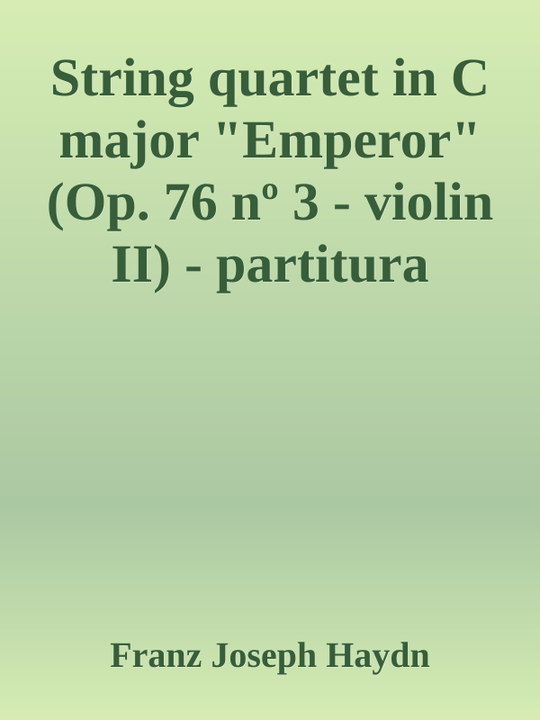 String quartet in C
major "Emperor"
(Op. 76 nº 3 - violin
II) - partitura
Franz Joseph Haydn